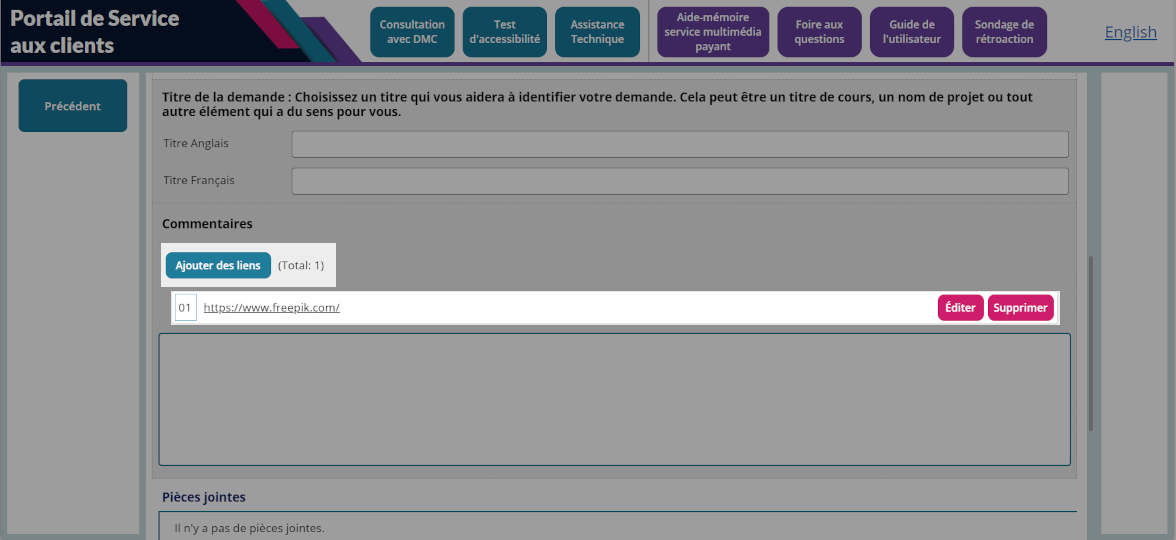 Portail de Service
aux clients
Consultation
avec DMC
Test
d'accessibilité
Assistance
Technique
Aide-mémoire
service multimédia
payant
Foire aux
questions
Guide de
l'utilisateur
Sondage de
rétroaction
English
Précédent
Titre de la demande : Choisissez un titre qui vous aidera à identifier votre demande. Cela peut être un titre de cours, un nom de projet ou tout
autre élément qui a du sens pour vous.
Titre Anglais
Titre Français
Commentaires
Ajouter des liens (Total: 1)
01 https://www.freepik.com/ Éditer Supprimer
Pièces jointes
Il n'y a pas de pièces jointes.